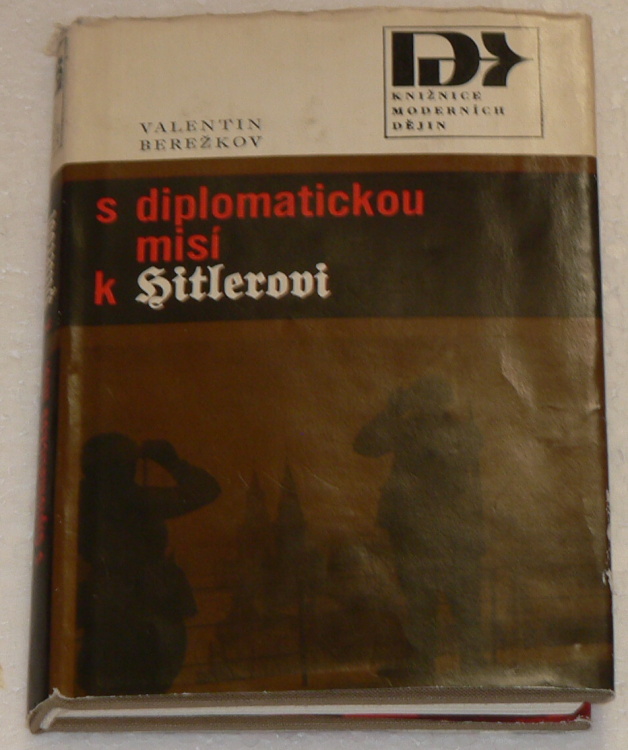 KNIŽNICE
MODERNÍCH
DĚJIN
VALENTIN
BEREŽKOV
s diplomatickou
misí
k Hitlerovi